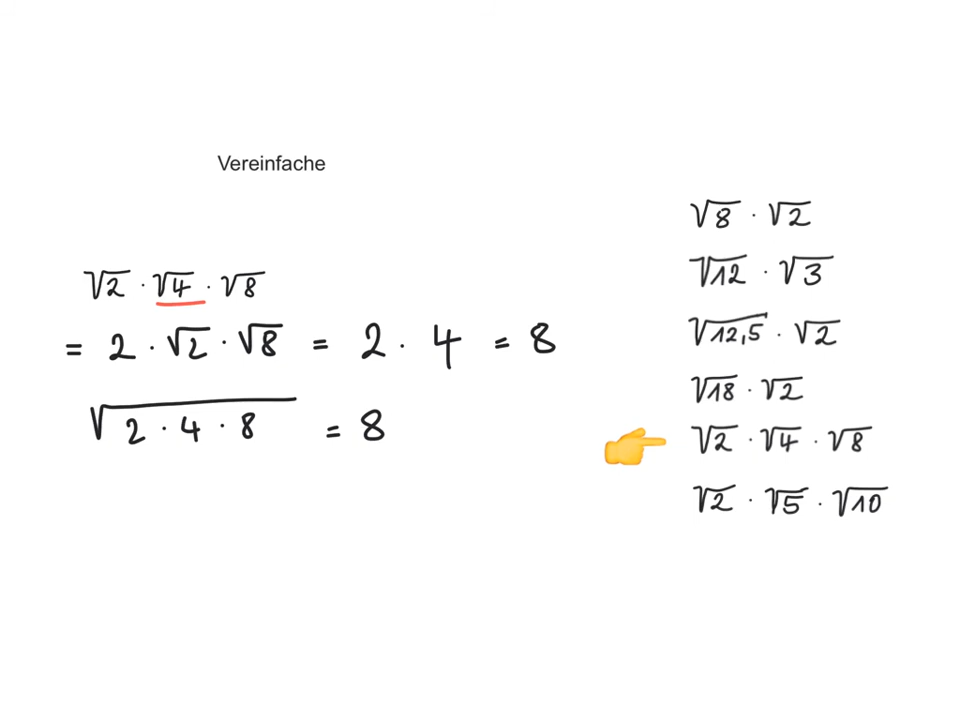 Vereinfache
√2 · √4 · √8
= 2 · √2 · √8 = 2 · 4 = 8
√(2 · 4 · 8) = 8
√8 · √2
√12 · √3
√12,5 · √2
√18 · √2
√2 · √4 · √8
√2 · √5 · √10